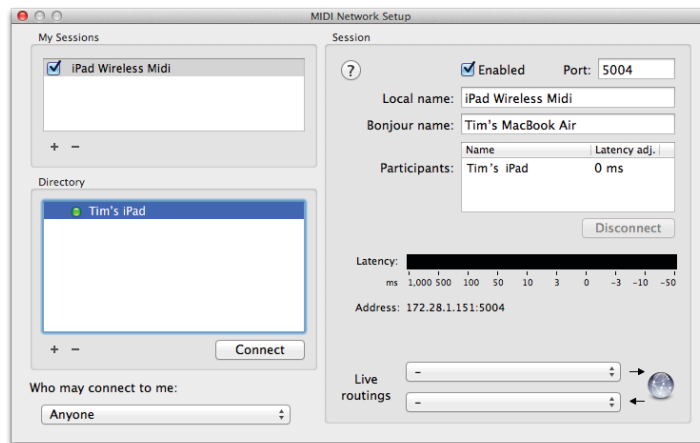 MIDI Network Setup
My Sessions
iPad Wireless Midi
+ −
Directory
Tim's iPad
+ −
Connect
Who may connect to me:
Anyone
Session
?
Enabled
Port: 5004
Local name: iPad Wireless Midi
Bonjour name: Tim's MacBook Air
Participants:
Name Latency adj.
Tim's iPad 0 ms
Disconnect
Latency:
ms 1,000 500 100 50 10 3 0 -3 -10 -50
Address: 172.28.1.151:5004
Live
routings
-
-